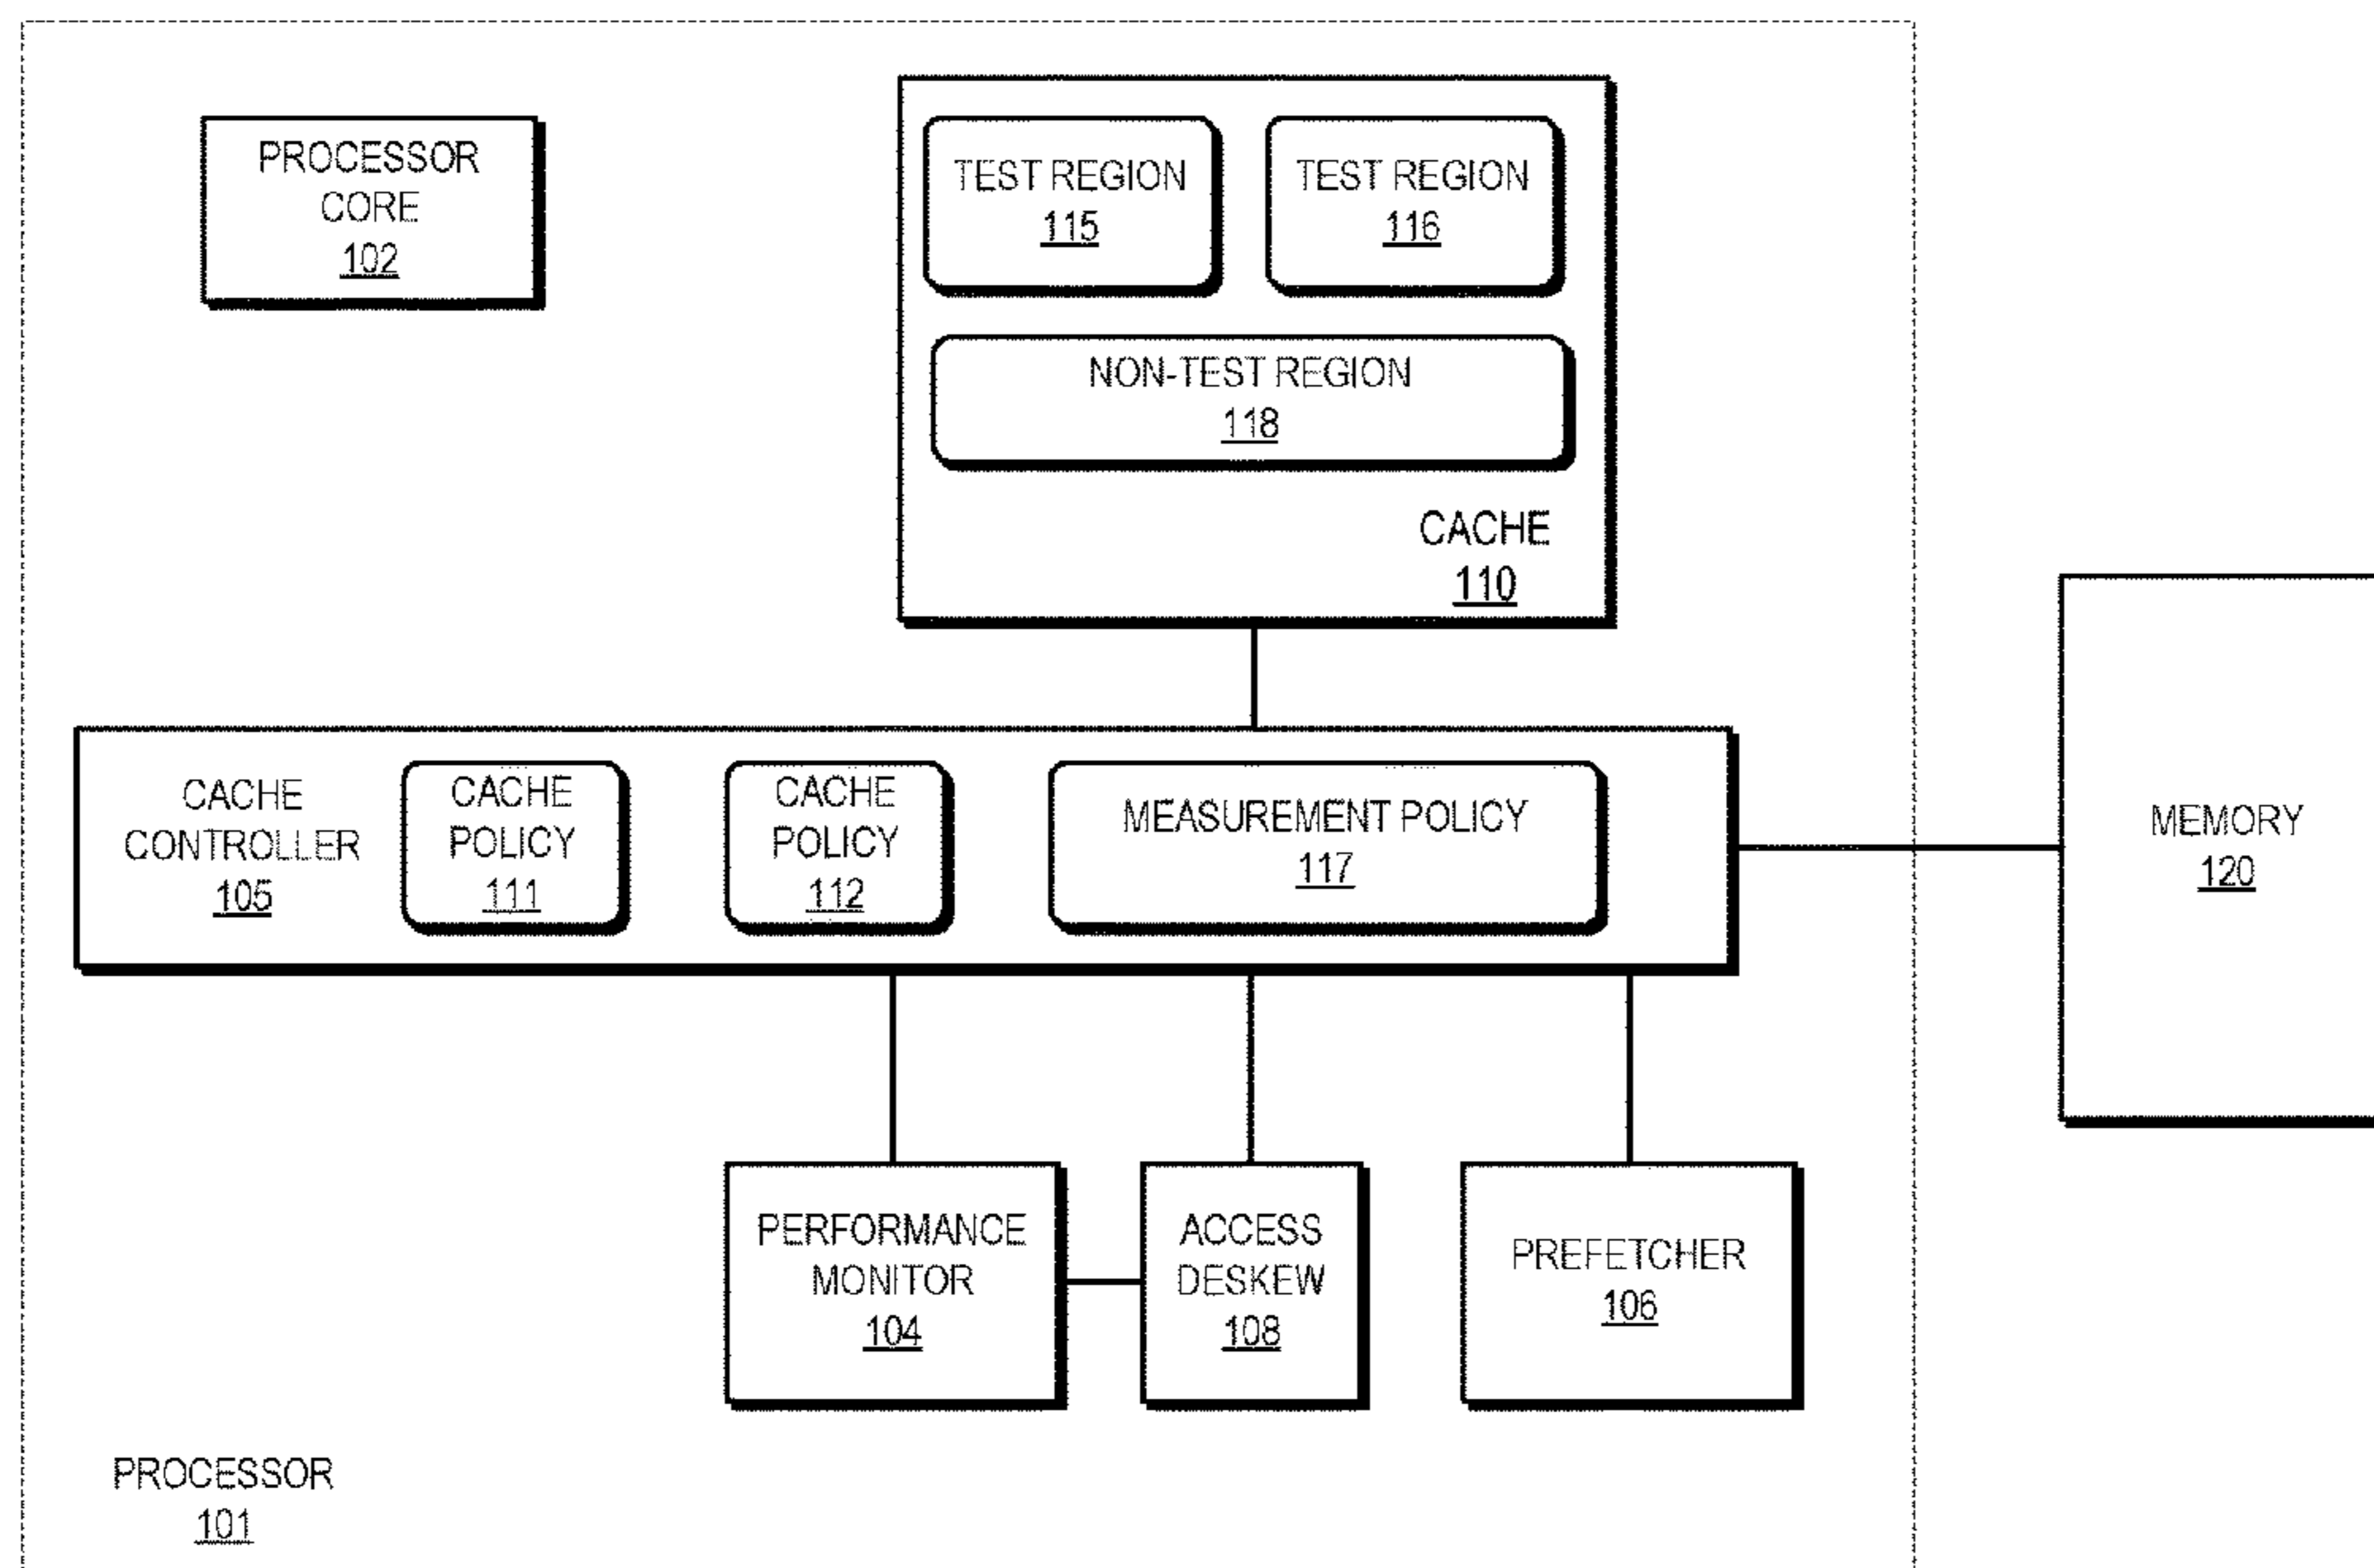 PROCESSOR
CORE
102
TEST REGION
115
TEST REGION
116
NON-TEST REGION
118
CACHE
110
CACHE
CONTROLLER
105
CACHE
POLICY
111
CACHE
POLICY
112
MEASUREMENT POLICY
117
MEMORY
120
PERFORMANCE
MONITOR
104
ACCESS
DESKEW
108
PREFETCHER
106
PROCESSOR
101